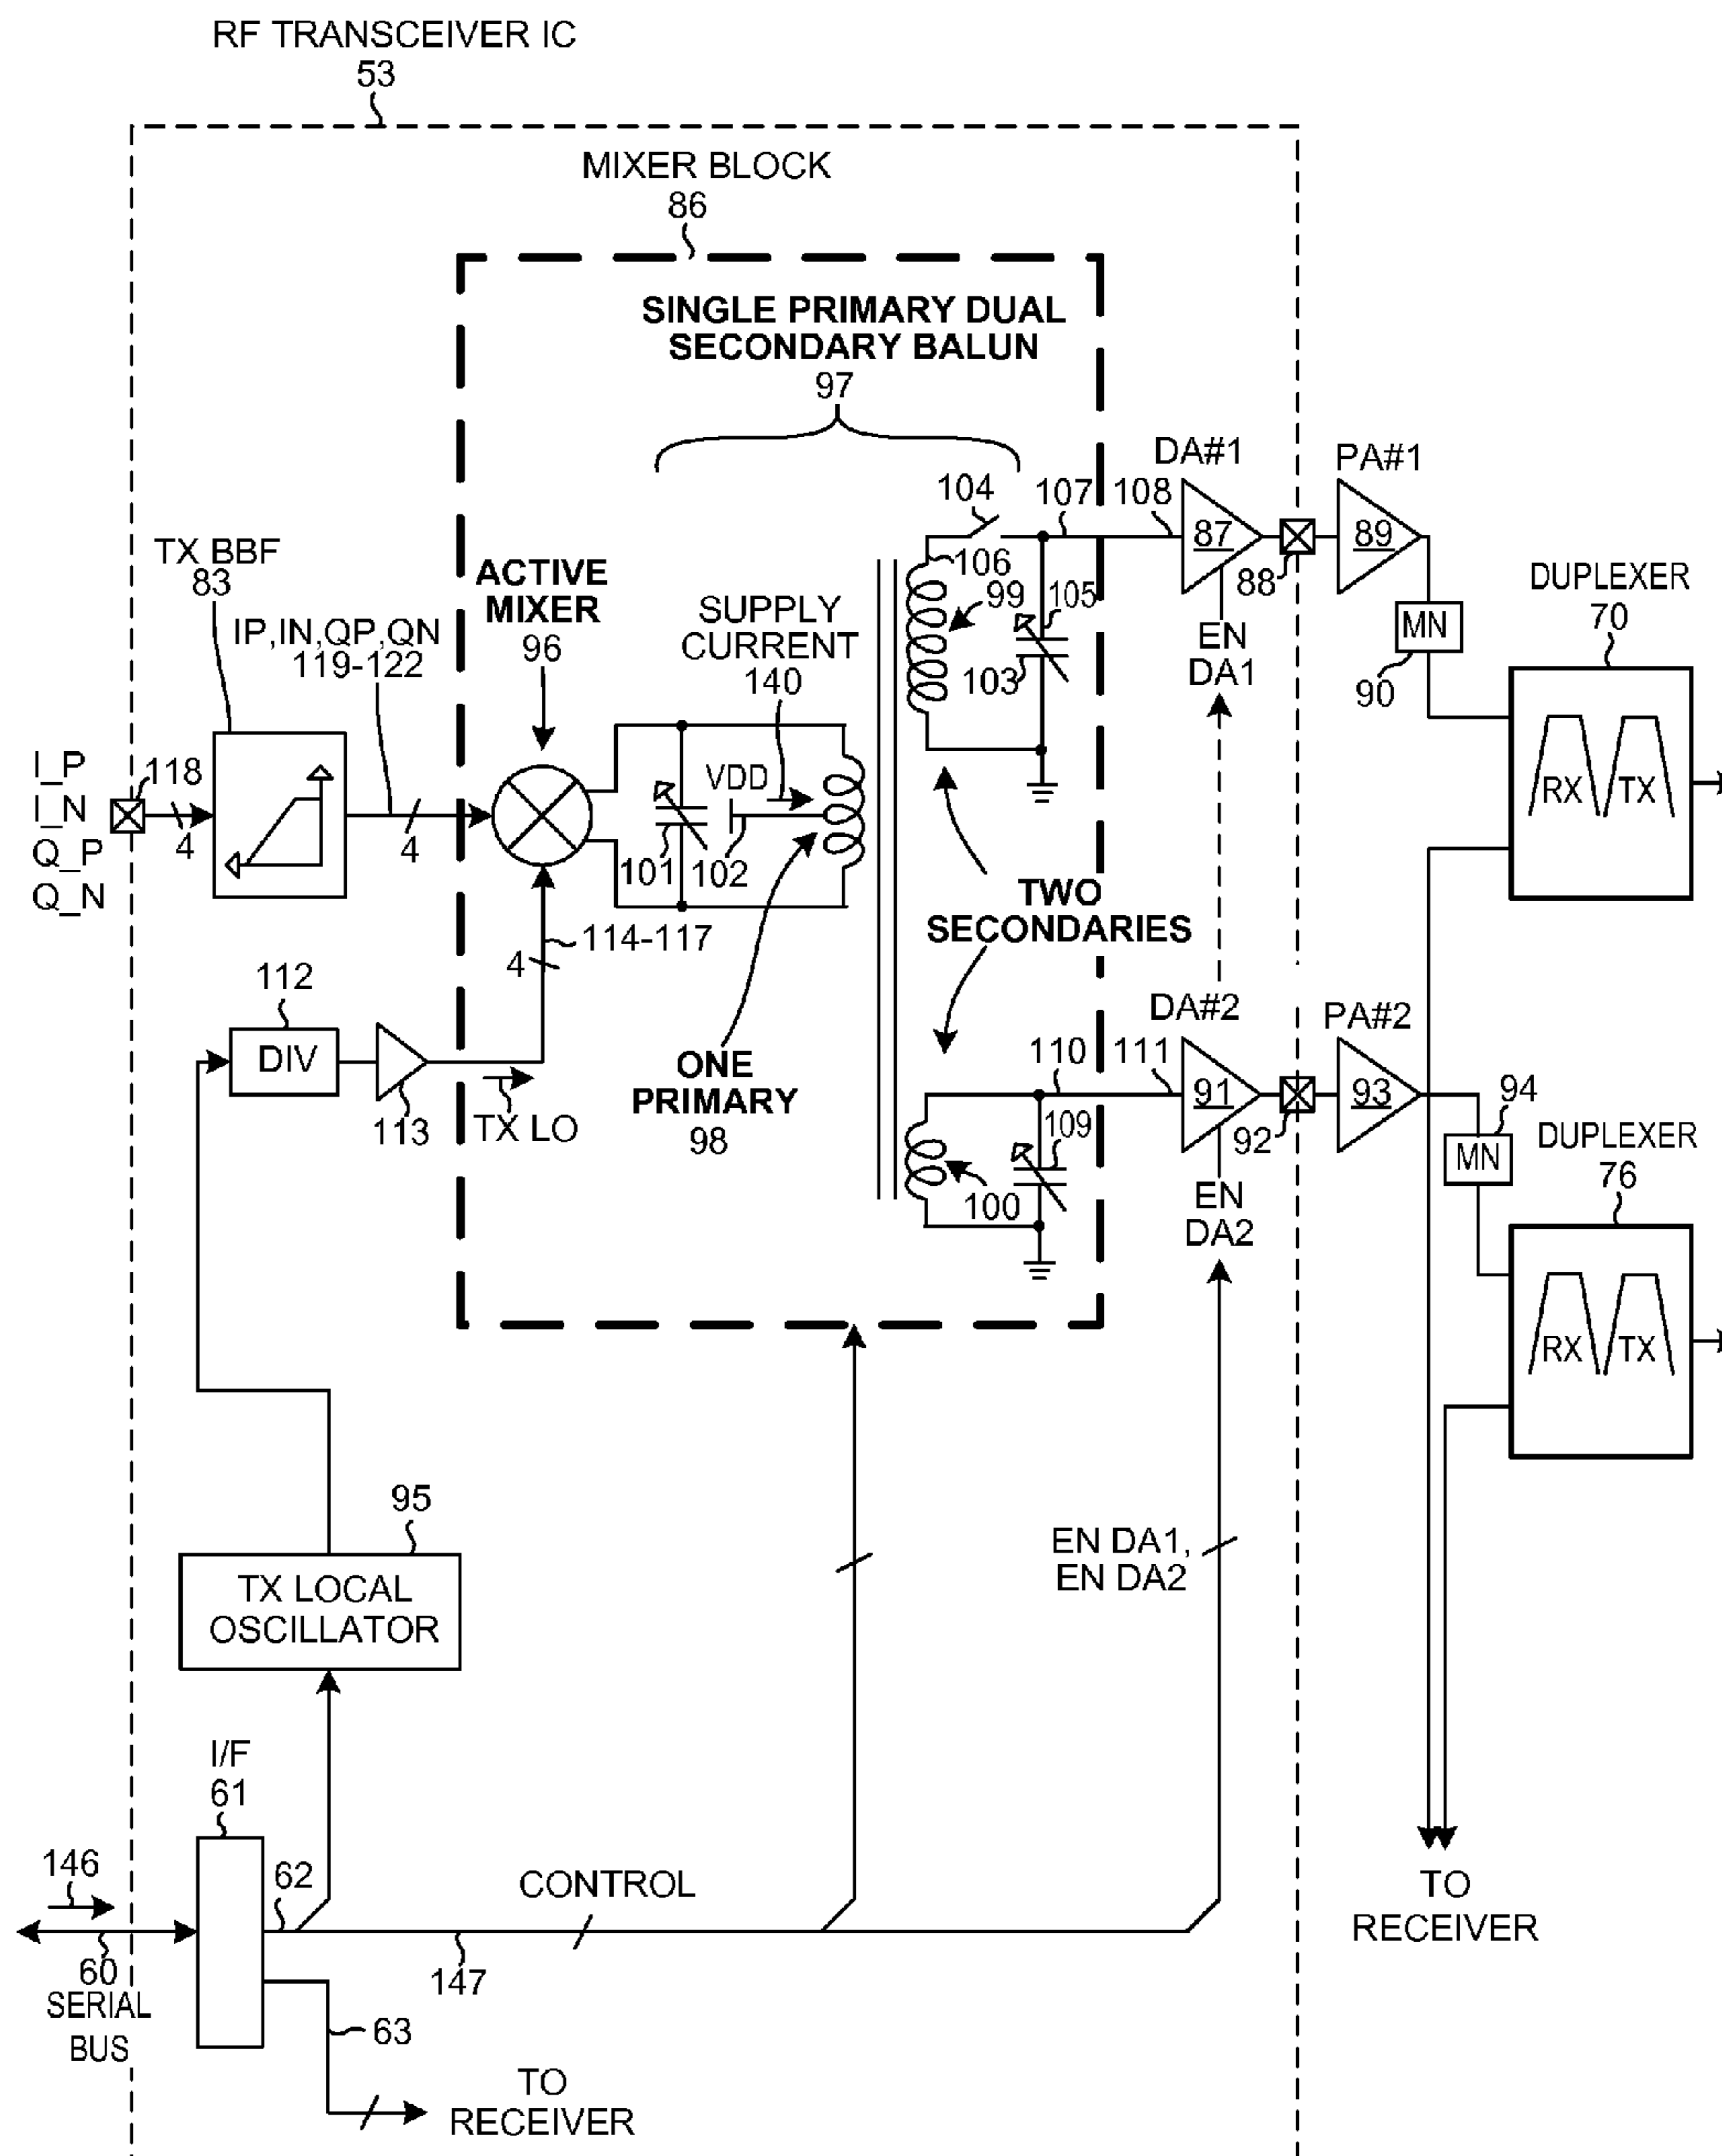 RF TRANSCEIVER IC
53
MIXER BLOCK
86
SINGLE PRIMARY DUAL
SECONDARY BALUN
97
DA#1
PA#1
104
107
108
87
88
89
106
99
105
103
EN
DA1
MN
90
DUPLEXER
70
RX
TX
TX BBF
83
IP,IN,QP,QN
119-122
ACTIVE
MIXER
96
SUPPLY
CURRENT
140
I_P
I_N
Q_P
Q_N
118
4
4
VDD
101
102
TWO
SECONDARIES
114-117
4
112
DIV
113
TX LO
ONE
PRIMARY
98
DA#2
PA#2
110
111
91
92
93
94
MN
109
100
EN
DA2
DUPLEXER
76
RX
TX
95
TX LOCAL
OSCILLATOR
EN DA1,
EN DA2
I/F
61
146
62
CONTROL
147
60
SERIAL
BUS
63
TO
RECEIVER
TO
RECEIVER